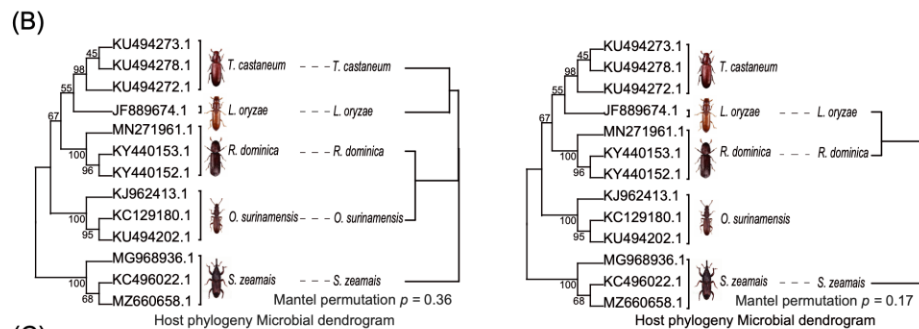 (B)
KU494273.1
KU494278.1
KU494272.1
JF889674.1
MN271961.1
KY440153.1
KY440152.1
KJ962413.1
KC129180.1
KU494202.1
MG968936.1
KC496022.1
MZ660658.1
45
98
55
67
100
96
100
95
100
68
T. castaneum --- T. castaneum
L. oryzae --- L. oryzae
R. dominica --- R. dominica
O. surinamensis --- O. surinamensis
S. zeamais --- S. zeamais
Mantel permutation p = 0.36
Host phylogeny Microbial dendrogram
KU494273.1
KU494278.1
KU494272.1
JF889674.1
MN271961.1
KY440153.1
KY440152.1
KJ962413.1
KC129180.1
KU494202.1
MG968936.1
KC496022.1
MZ660658.1
45
98
55
67
100
96
100
95
100
68
T. castaneum
L. oryzae --- L. oryzae
R. dominica --- R. dominica
O. surinamensis
S. zeamais --- S. zeamais
Mantel permutation p = 0.17
Host phylogeny Microbial dendrogram